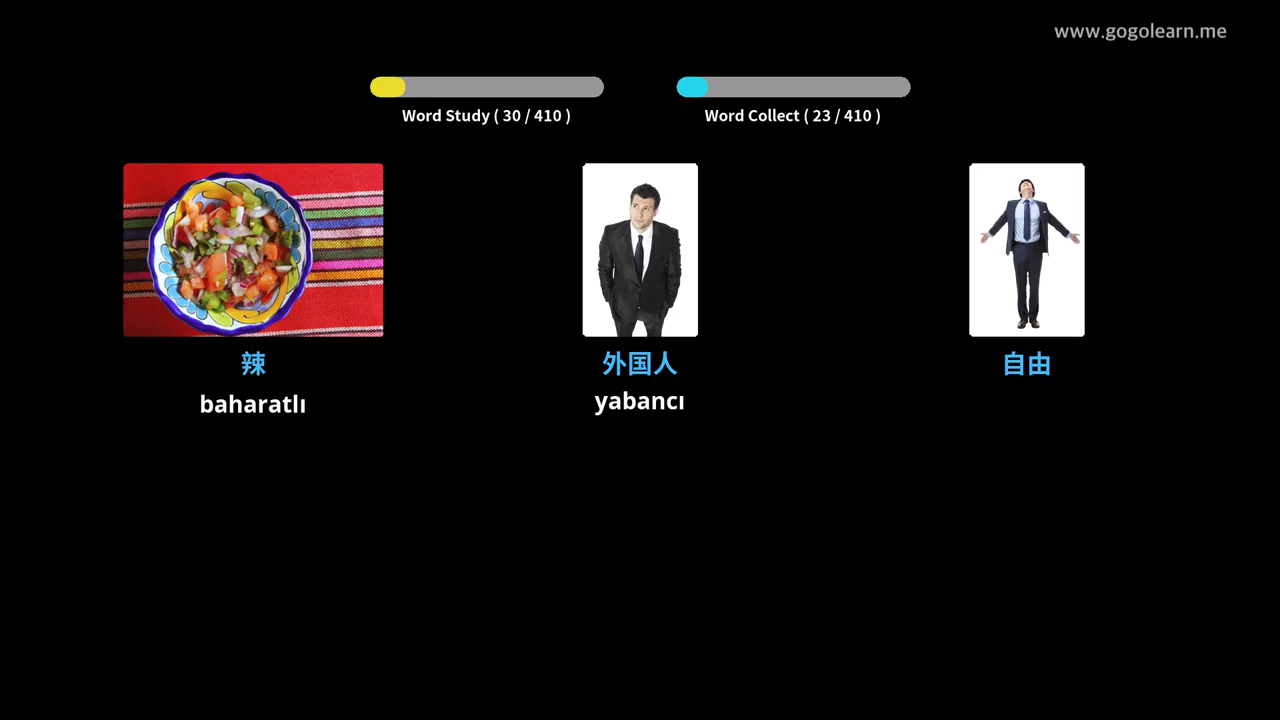 www.gogolearn.me
Word Study ( 30 / 410 )
Word Collect ( 23 / 410 )
辣
baharatlı
外国人
yabancı
自由